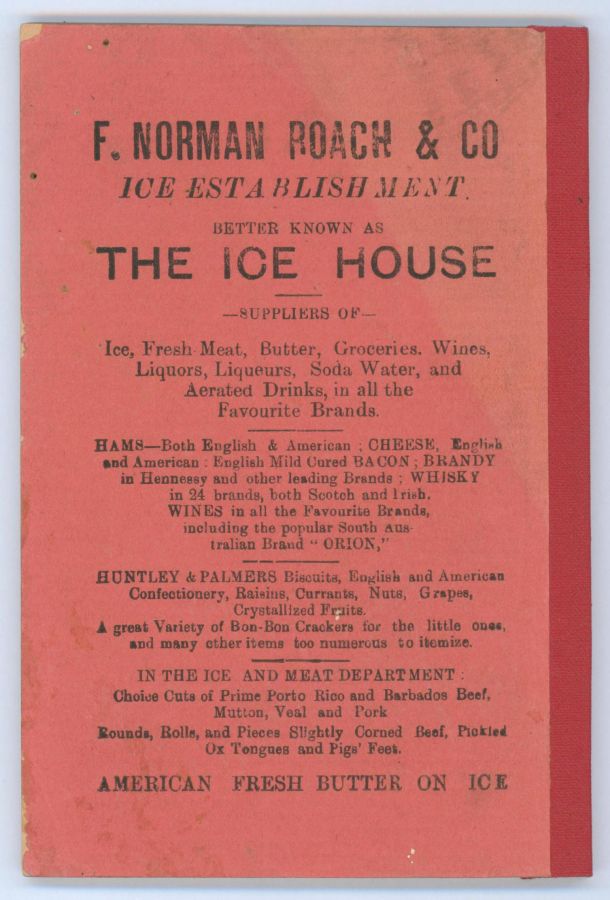 F. NORMAN ROACH & CO
ICE ESTABLISHMENT.
BETTER KNOWN AS
THE ICE HOUSE
—SUPPLIERS OF—
Ice, Fresh Meat, Butter, Groceries. Wines,
Liquors, Liqueurs, Soda Water, and
Aerated Drinks, in all the
Favourite Brands.
HAMS—Both English & American ; CHEESE, English
and American : English Mild Cured BACON ; BRANDY
in Hennessy and other leading Brands ; WHISKY
in 24 brands, both Scotch and Irish.
WINES in all the Favourite Brands,
including the popular South Aus-
tralian Brand “ ORION,”
HUNTLEY & PALMERS Biscuits, English and American
Confectionery, Raisins, Currants, Nuts, Grapes,
Crystallized Fruits.
A great Variety of Bon-Bon Crackers for the little ones,
and many other items too numerous to itemize.
IN THE ICE AND MEAT DEPARTMENT :
Choice Cuts of Prime Porto Rico and Barbados Beef,
Mutton, Veal and Pork
Rounds, Rolls, and Pieces Slightly Corned Beef, Pickled
Ox Tongues and Pigs' Feet.
AMERICAN FRESH BUTTER ON ICE